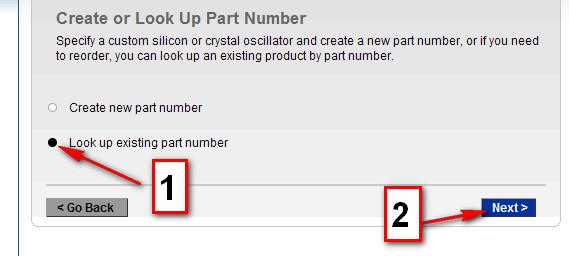 Create or Look Up Part Number
Specify a custom silicon or crystal oscillator and create a new part number, or if you need
to reorder, you can look up an existing product by part number.
Create new part number
Look up existing part number
1
< Go Back
2
Next >